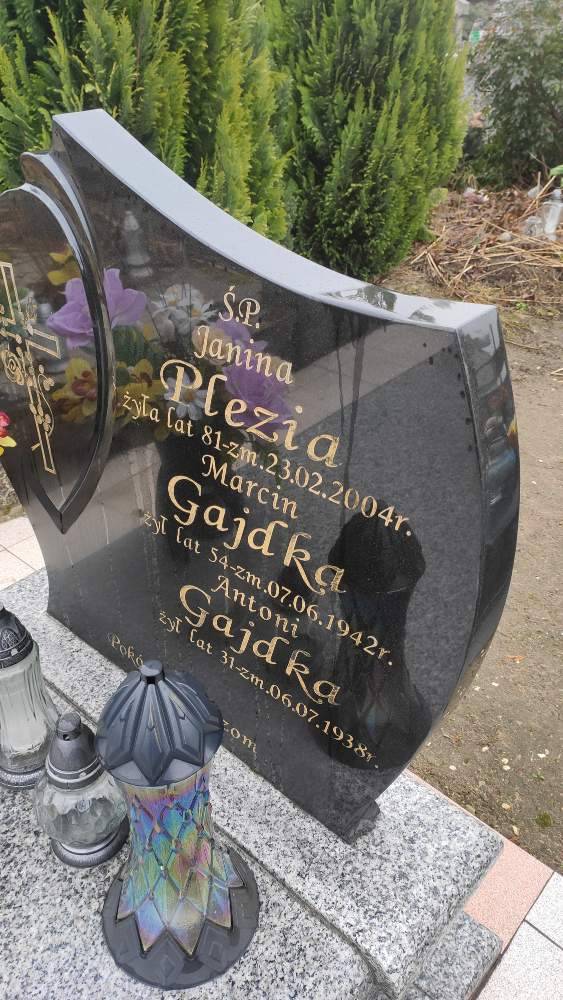 Ś.P.
Janina
Plezia
żyła lat 81-zm.23.02.2004r.
Marcin
Gajdka
żył lat 54-zm.07.06.1942r.
Antoni
Gajdka
żył lat 31-zm.06.07.1938r.